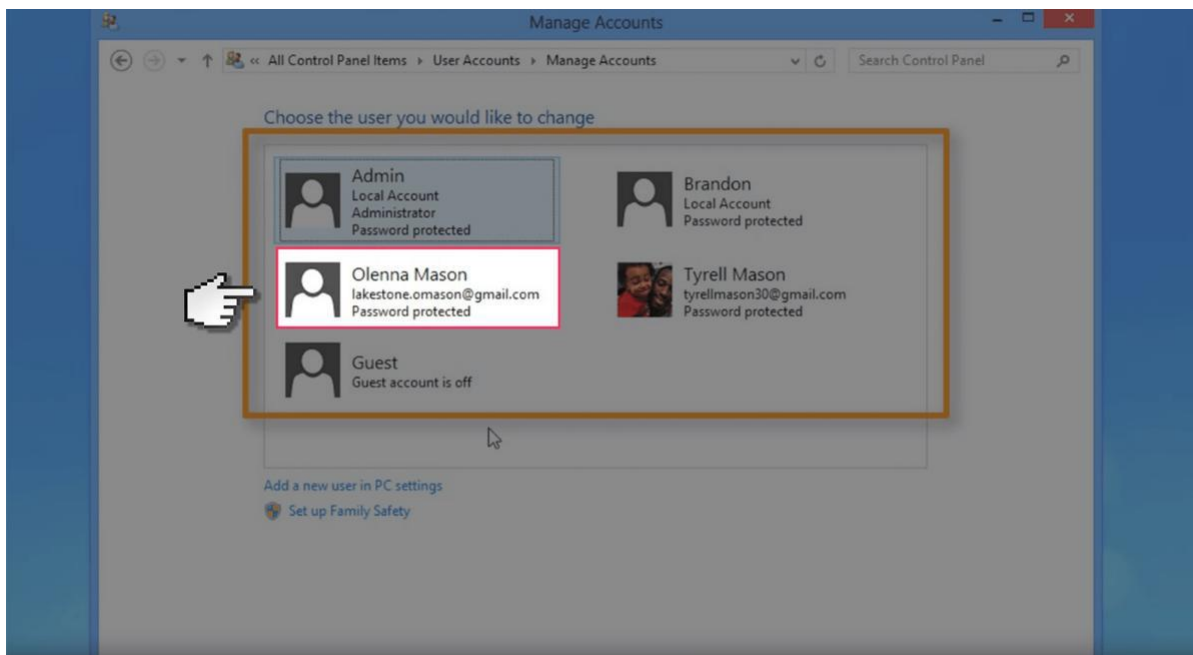 Manage Accounts
« All Control Panel Items ▸ User Accounts ▸ Manage Accounts
Search Control Panel
Choose the user you would like to change
Admin
Local Account
Administrator
Password protected
Brandon
Local Account
Password protected
Olenna Mason
lakestone.omason@gmail.com
Password protected
Tyrell Mason
tyrellmason30@gmail.com
Password protected
Guest
Guest account is off
Add a new user in PC settings
Set up Family Safety